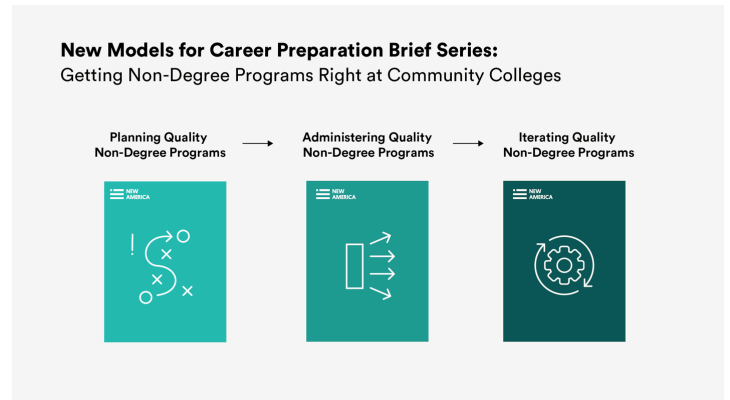 New Models for Career Preparation Brief Series:
Getting Non-Degree Programs Right at Community Colleges
Planning Quality
Non-Degree Programs
Administering Quality
Non-Degree Programs
Iterating Quality
Non-Degree Programs
NEW
AMERICA
NEW
AMERICA
NEW
AMERICA